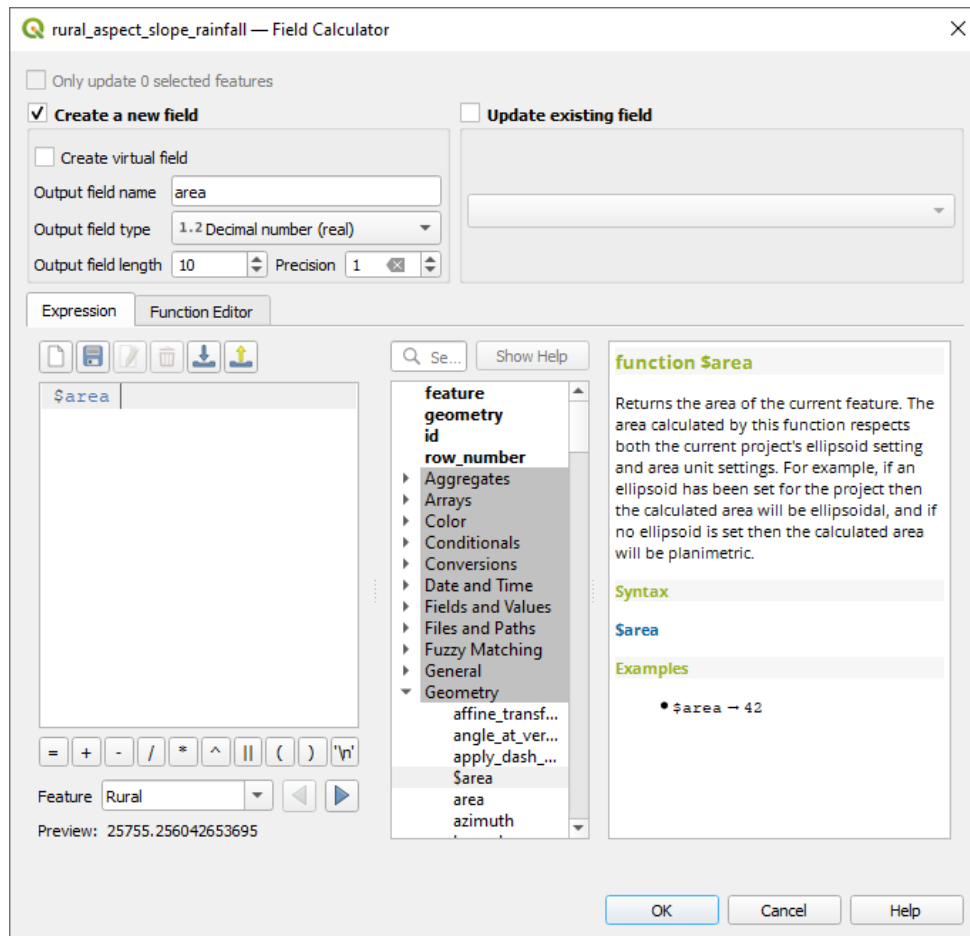 rural_aspect_slope_rainfall — Field Calculator
Only update 0 selected features
Create a new field
Update existing field
Create virtual field
Output field name area
Output field type 1.2 Decimal number (real)
Output field length 10 Precision 1
Expression
Function Editor
Se...
Show Help
$area
feature
geometry
id
row_number
Aggregates
Arrays
Color
Conditionals
Conversions
Date and Time
Fields and Values
Files and Paths
Fuzzy Matching
General
Geometry
affine_transf...
angle_at_ver...
apply_dash_...
$area
area
azimuth
function $area
Returns the area of the current feature. The
area calculated by this function respects
both the current project's ellipsoid setting
and area unit settings. For example, if an
ellipsoid has been set for the project then
the calculated area will be ellipsoidal, and if
no ellipsoid is set then the calculated area
will be planimetric.
Syntax
$area
Examples
$area → 42
= + - / * ^ || ( ) '\n'
Feature Rural
Preview: 25755.256042653695
OK
Cancel
Help